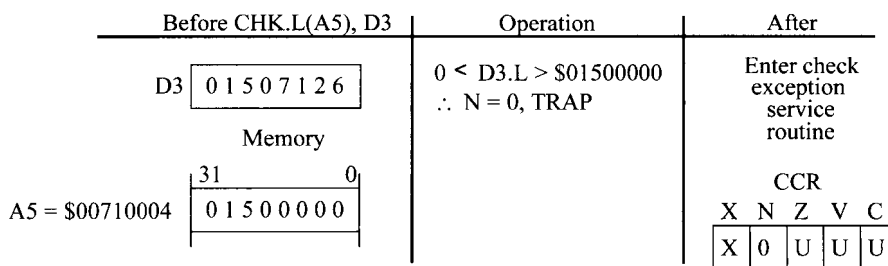 Before CHK.L(A5), D3 Operation After
D3 01507126
0 < D3.L > $01500000
∴ N = 0, TRAP
Enter check
exception
service
routine
Memory
31 0
A5 = $00710004 01500000
CCR
X N Z V C
X 0 U U U